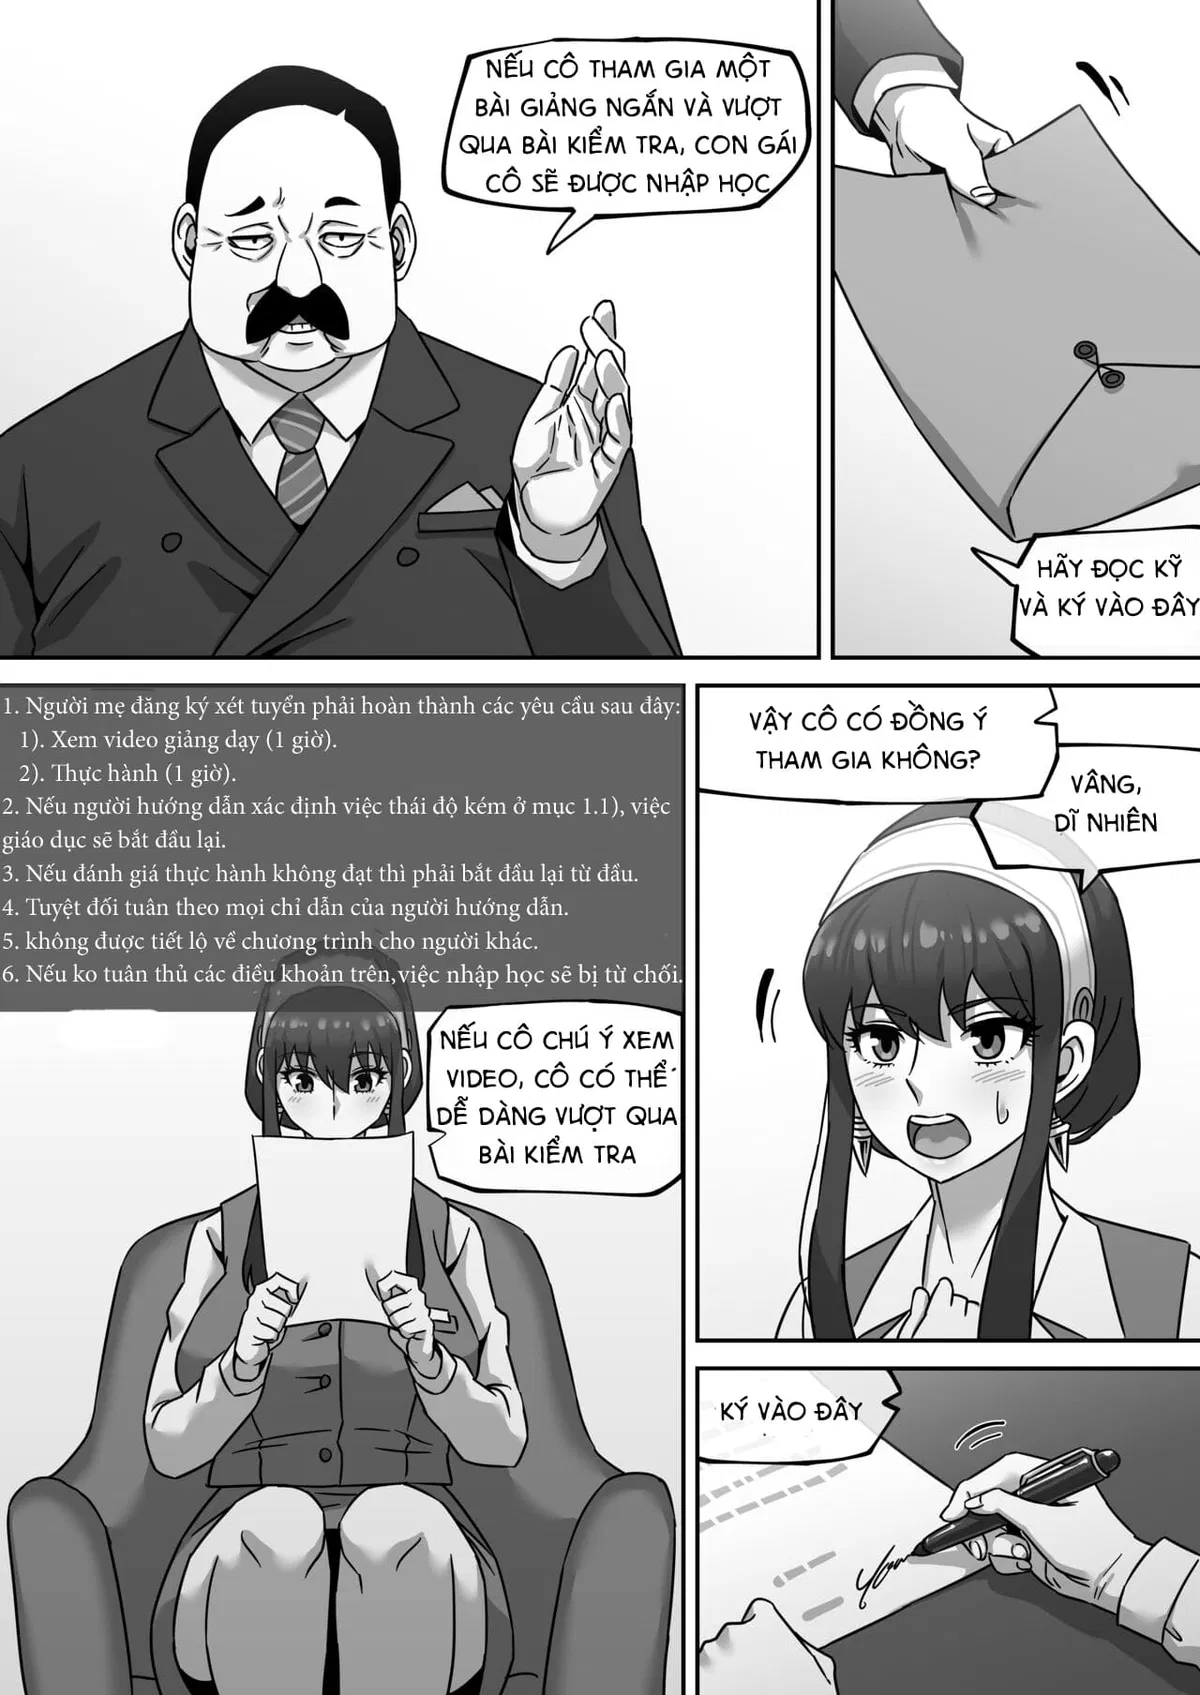 NẾU CÔ THAM GIA MỘT
BÀI GIẢNG NGẮN VÀ VƯỢT
QUA BÀI KIỂM TRA, CON GÁI
CÔ SẼ ĐƯỢC NHẬP HỌC
HÃY ĐỌC KỸ
VÀ KÝ VÀO ĐÂY
1. Người mẹ đăng ký xét tuyển phải hoàn thành các yêu cầu sau đây:
1). Xem video giảng dạy (1 giờ).
2). Thực hành (1 giờ).
2. Nếu người hướng dẫn xác định việc thái độ kém ở mục 1.1), việc
giáo dục sẽ bắt đầu lại.
3. Nếu đánh giá thực hành không đạt thì phải bắt đầu lại từ đầu.
4. Tuyệt đối tuân theo mọi chỉ dẫn của người hướng dẫn.
5. không được tiết lộ về chương trình cho người khác.
6. Nếu ko tuân thủ các điều khoản trên,việc nhập học sẽ bị từ chối.
NẾU CÔ CHÚ Ý XEM
VIDEO, CÔ CÓ THỂ
DỄ DÀNG VƯỢT QUA
BÀI KIỂM TRA
VẬY CÔ CÓ ĐỒNG Ý
THAM GIA KHÔNG?
VÂNG,
DĨ NHIÊN
KÝ VÀO ĐÂY